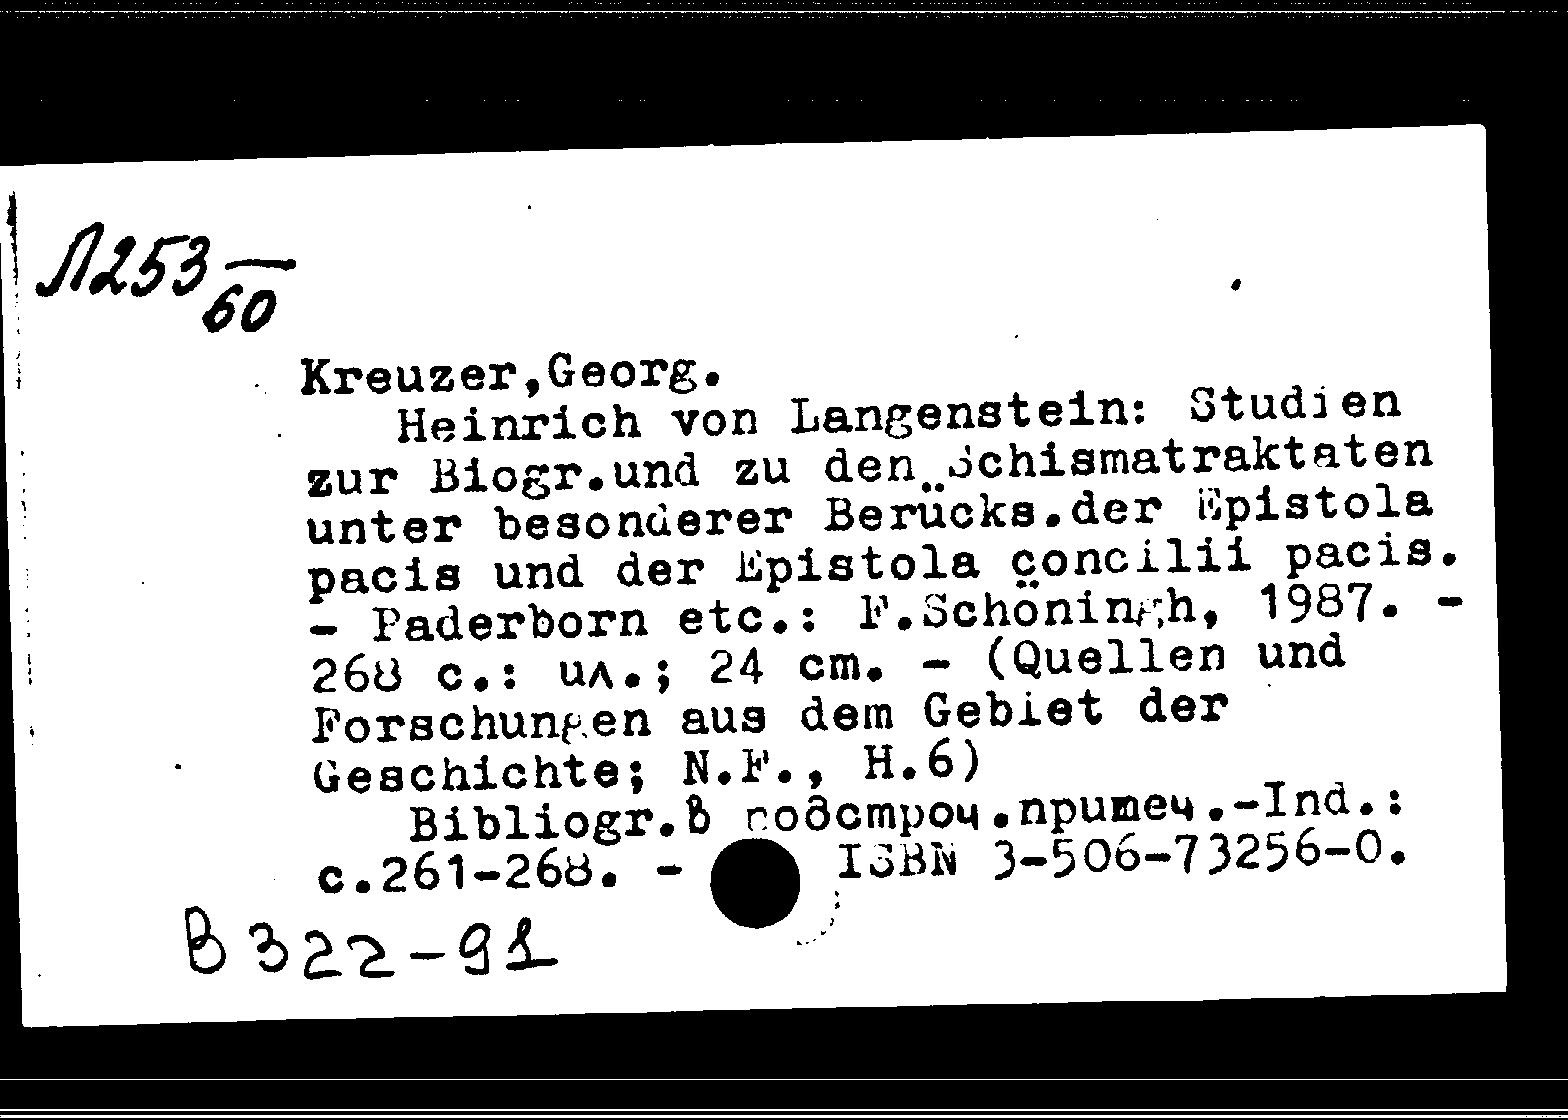 Л253—
60
Kreuzer,Georg.
Heinrich von Langenstein: Studien
zur Biogr.und zu den Schismatraktaten
unter besonderer Berücks.der Epistola
pacis und der Epistola concilii pacis.
- Paderborn etc.: F.Schöningh, 1987. -
268 c.: ил.; 24 cm. - (Quellen und
Forschungen aus dem Gebiet der
Geschichte; N.F., H.6)
Bibliogr.в подстроч.примеч.-Ind.:
c.261-268. - ISBN 3-506-73256-0.
В 322-91